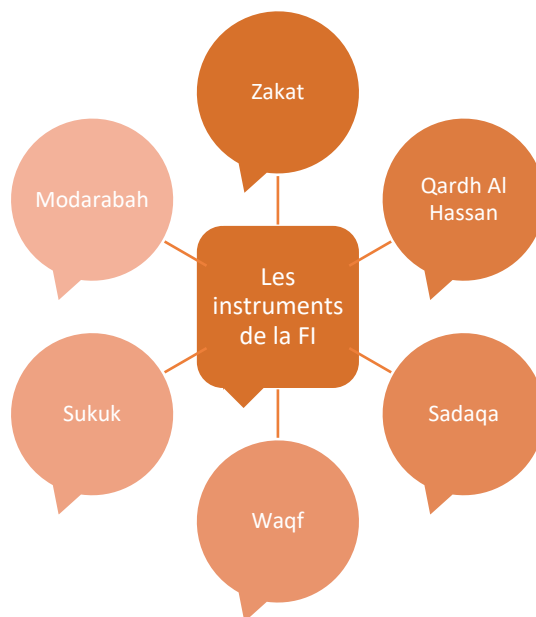 Zakat
Modarabah
Qardh Al
Hassan
Les
instruments
de la FI
Sukuk
Sadaqa
Waqf